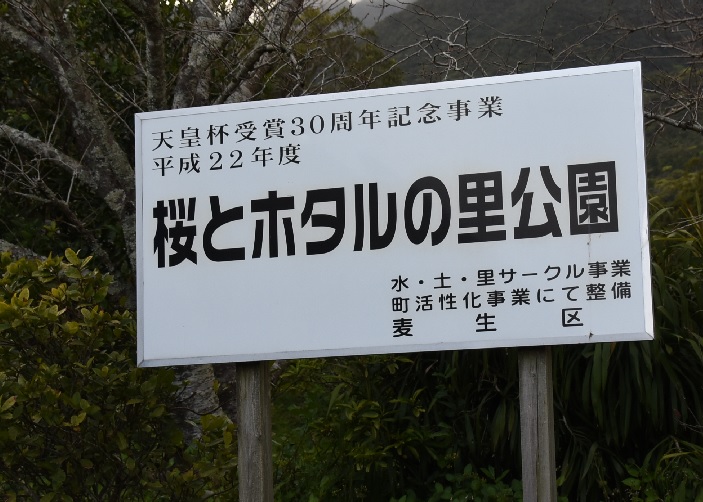 天皇杯受賞30周年記念事業
平成22年度
桜とホタルの里公園
水・土・里サークル事業
町活性化事業にて整備
麦生区